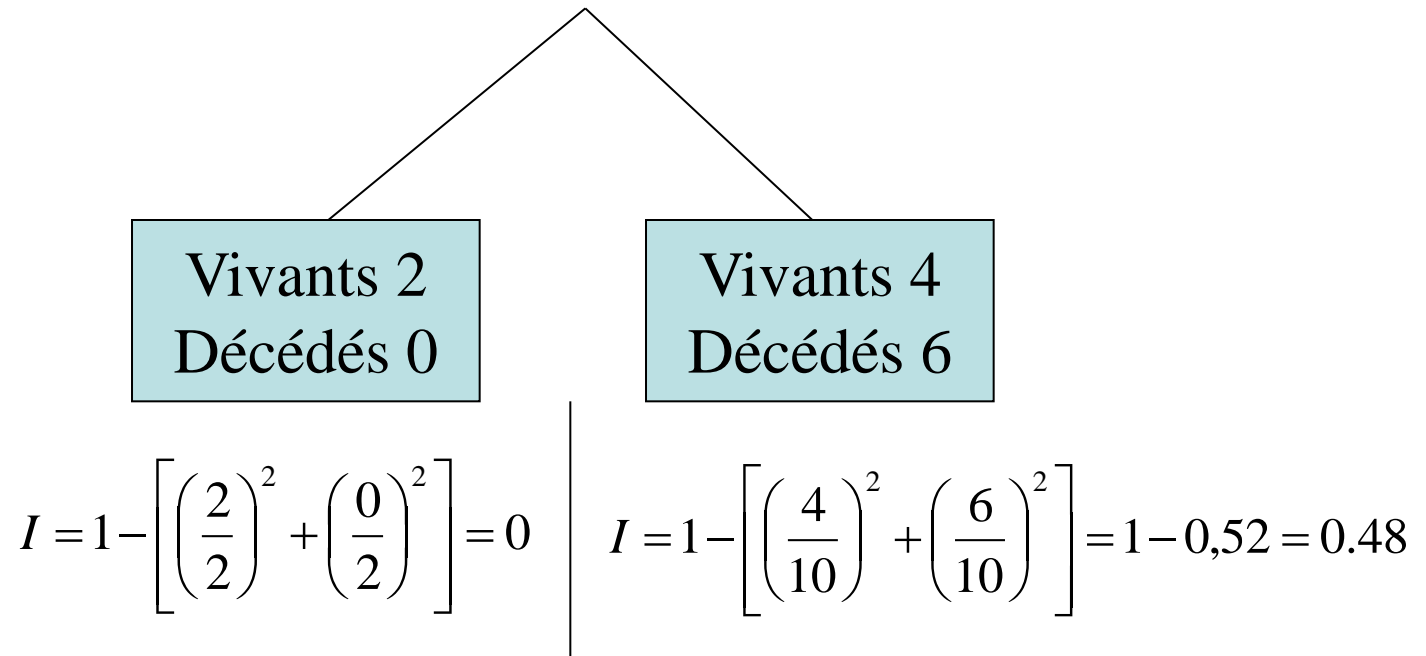 Vivants 2
Décédés 0
Vivants 4
Décédés 6
I = 1 − [(2/2)² + (0/2)²] = 0
I = 1 − [(4/10)² + (6/10)²] = 1 − 0,52 = 0.48